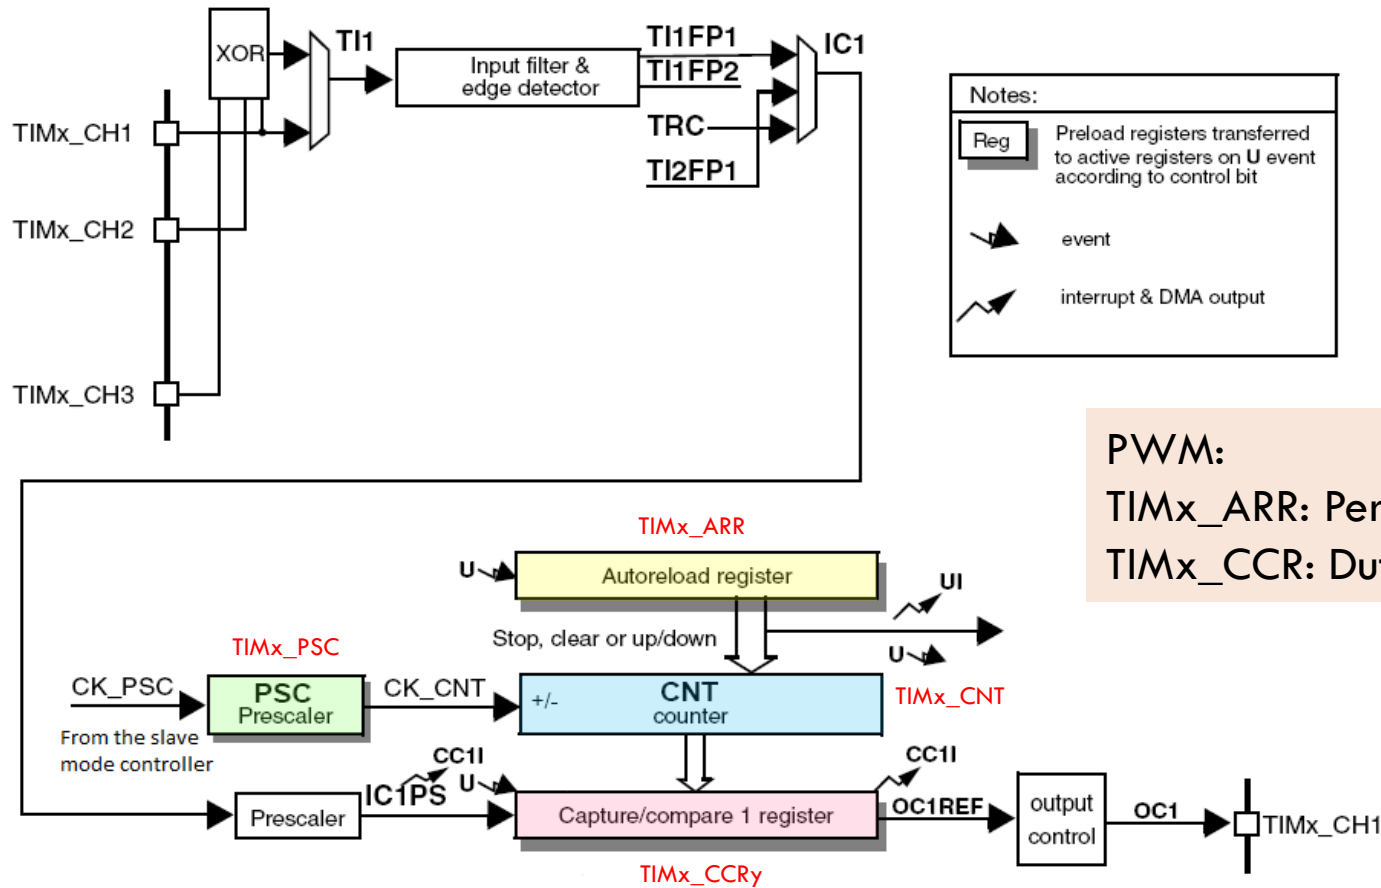 XOR
TI1
Input filter &
edge detector
TI1FP1
TI1FP2
TRC
TI2FP1
IC1
TIMx_CH1
TIMx_CH2
TIMx_CH3
Notes:
Reg
Preload registers transferred
to active registers on U event
according to control bit
event
interrupt & DMA output
PWM:
TIMx_ARR: Per
TIMx_CCR: Dut
TIMx_ARR
U
Autoreload register
UI
U
Stop, clear or up/down
TIMx_PSC
CK_PSC
PSC
Prescaler
CK_CNT
+/-
CNT
counter
TIMx_CNT
From the slave
mode controller
CC1I
U
CC1I
Prescaler
IC1PS
Capture/compare 1 register
OC1REF
output
control
OC1
TIMx_CH1
TIMx_CCRy